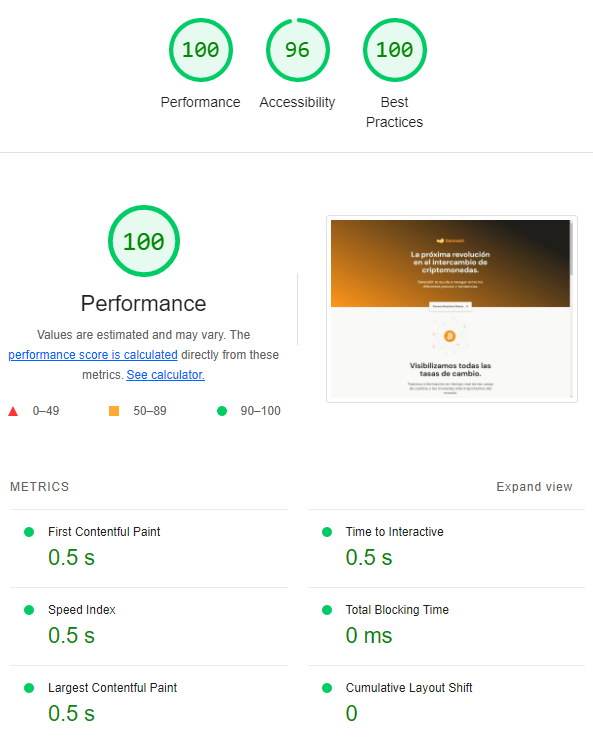 100
96
100
Performance
Accessibility
Best
Practices
100
Performance
Values are estimated and may vary. The
performance score is calculated directly from these
metrics. See calculator.
0–49
50–89
90–100
La próxima revolución
en el intercambio de
criptomonedas.
Visibilizamos todas las
tasas de cambio.
METRICS
Expand view
First Contentful Paint
0.5 s
Time to Interactive
0.5 s
Speed Index
0.5 s
Total Blocking Time
0 ms
Largest Contentful Paint
0.5 s
Cumulative Layout Shift
0